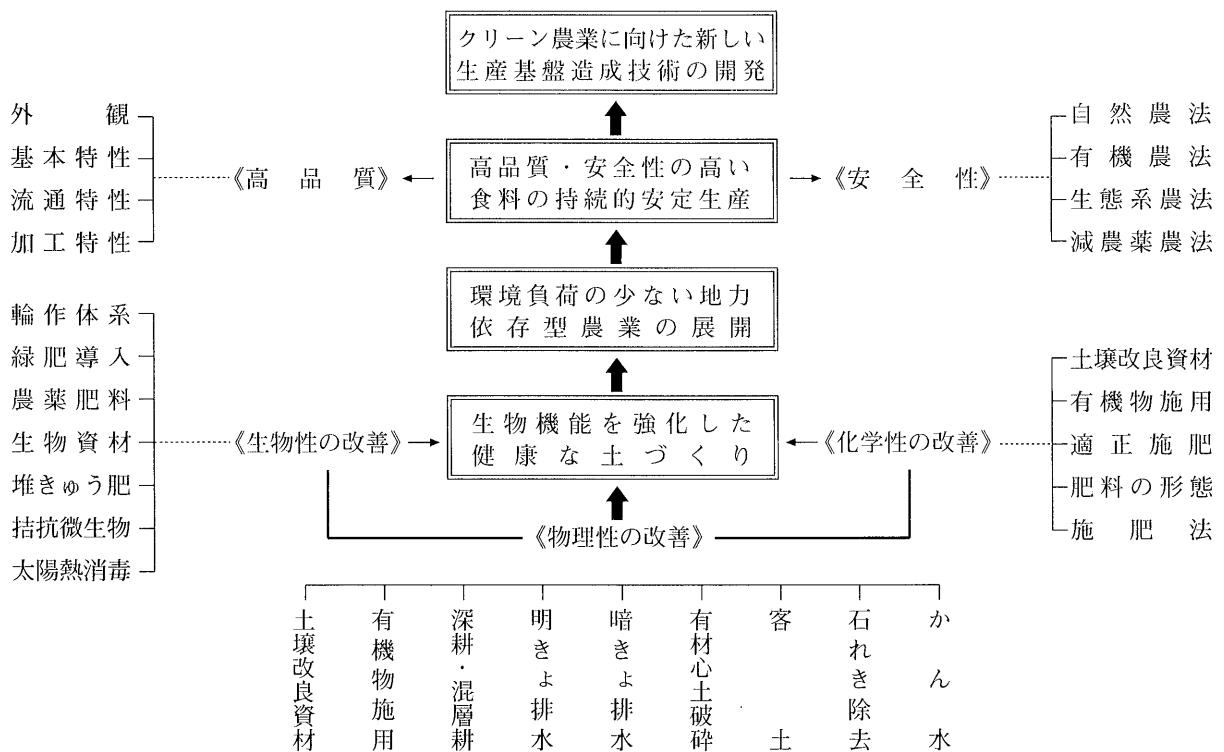 クリーン農業に向けた新しい
生産基盤造成技術の開発
外観
基本特性
流通特性
加工特性
《高品質》
高品質・安全性の高い
食料の持続的安定生産
《安全性》
自然農法
有機農法
生態系農法
減農薬農法
環境負荷の少ない地力
依存型農業の展開
輪作体系
緑肥導入
農薬肥料
生物資材
堆きゅう肥
拮抗微生物
太陽熱消毒
《生物性の改善》
生物機能を強化した
健康な土づくり
《化学性の改善》
土壌改良資材
有機物施用
適正施肥
肥料の形態
施肥法
《物理性の改善》
土壌改良資材
有機物施用
深耕・混層耕
明きょ排水
暗きょ排水
有材心土破砕
客土
石れき除去
かん水